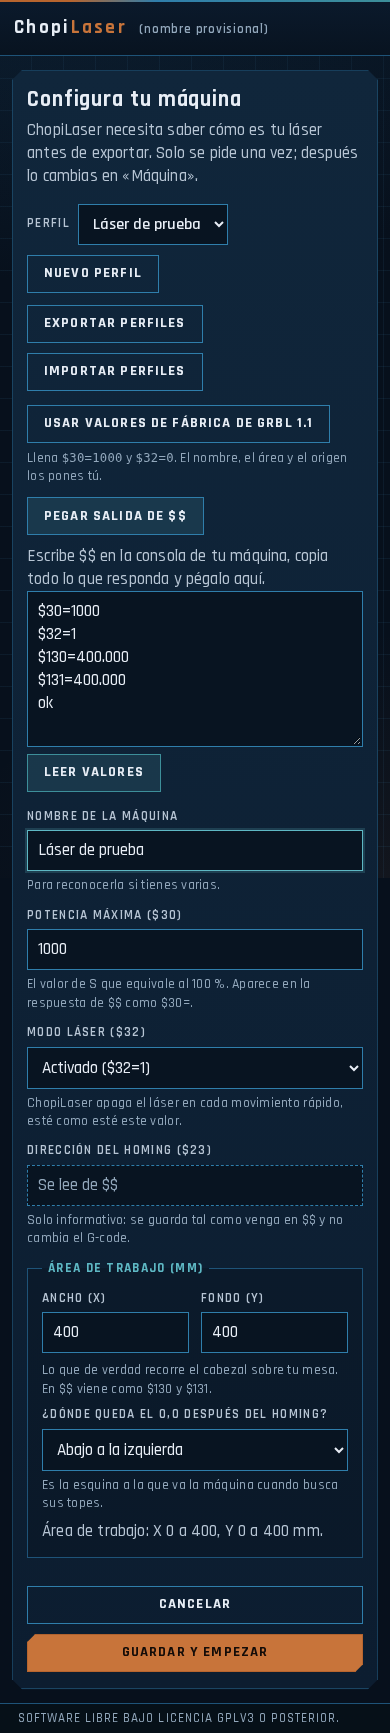 ChopiLaser (nombre provisional)
Configura tu máquina
ChopiLaser necesita saber cómo es tu láser
antes de exportar. Solo se pide una vez; después
lo cambias en «Máquina».
PERFIL Láser de prueba
NUEVO PERFIL
EXPORTAR PERFILES
IMPORTAR PERFILES
USAR VALORES DE FÁBRICA DE GRBL 1.1
Llena $30=1000 y $32=0. El nombre, el área y el origen
los pones tú.
PEGAR SALIDA DE $$
Escribe $$ en la consola de tu máquina, copia
todo lo que responda y pégalo aquí.
$30=1000
$32=1
$130=400.000
$131=400.000
ok
LEER VALORES
NOMBRE DE LA MÁQUINA
Láser de prueba
Para reconocerla si tienes varias.
POTENCIA MÁXIMA ($30)
1000
El valor de S que equivale al 100 %. Aparece en la
respuesta de $$ como $30=.
MODO LÁSER ($32)
Activado ($32=1)
ChopiLaser apaga el láser en cada movimiento rápido,
esté como esté este valor.
DIRECCIÓN DEL HOMING ($23)
Se lee de $$
Solo informativo: se guarda tal como venga en $$ y no
cambia el G-code.
ÁREA DE TRABAJO (MM)
ANCHO (X) FONDO (Y)
400 400
Lo que de verdad recorre el cabezal sobre tu mesa.
En $$ viene como $130 y $131.
¿DÓNDE QUEDA EL 0,0 DESPUÉS DEL HOMING?
Abajo a la izquierda
Es la esquina a la que va la máquina cuando busca
sus topes.
Área de trabajo: X 0 a 400, Y 0 a 400 mm.
CANCELAR
GUARDAR Y EMPEZAR
SOFTWARE LIBRE BAJO LICENCIA GPLV3 O POSTERIOR.